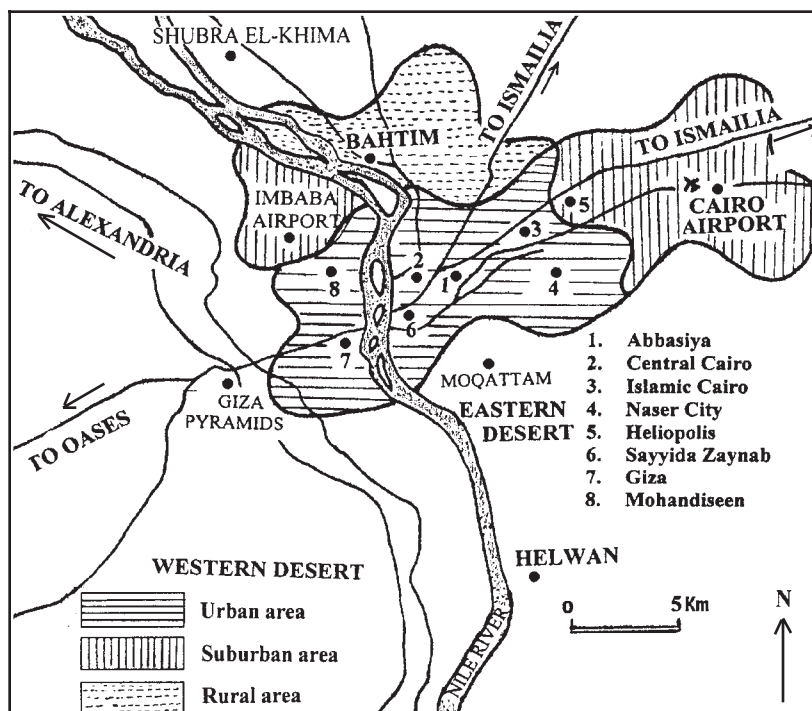 SHUBRA EL-KHIMA
TO ISMAILIA
BAHTIM
TO ISMAILIA
IMBABA
AIRPORT
CAIRO
AIRPORT
TO ALEXANDRIA
5
3
2
1
4
8
6
7
MOQATTAM
EASTERN
DESERT
GIZA
PYRAMIDS
TO OASES
1. Abbasiya
2. Central Cairo
3. Islamic Cairo
4. Naser City
5. Heliopolis
6. Sayyida Zaynab
7. Giza
8. Mohandiseen
HELWAN
WESTERN DESERT
Urban area
Suburban area
Rural area
NILE RIVER
0 5 Km
N